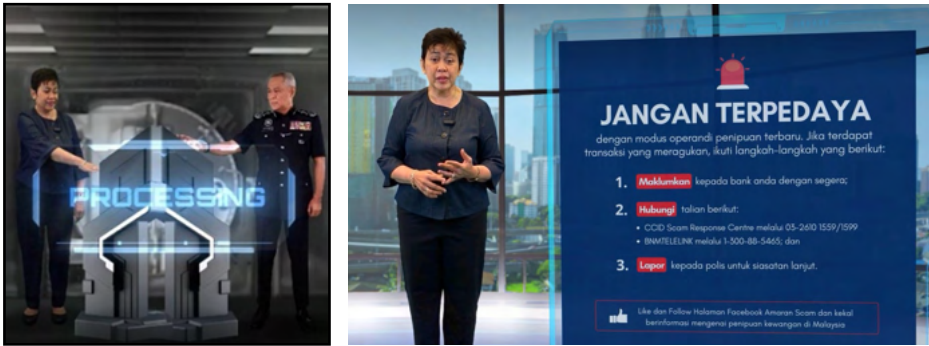 PROCESSING
JANGAN TERPEDAYA
dengan modus operandi penipuan terbaru. Jika terdapat
transaksi yang meragukan, ikuti langkah-langkah yang berikut:
1. Maklumkan kepada bank anda dengan segera;
2. Hubungi talian berikut:
• CCID Scam Response Centre melalui 03-2610 1559/1599
• BNMTELELINK melalui 1-300-88-5465; dan
3. Lapor kepada polis untuk siasatan lanjut.
Like dan Follow Halaman Facebook Amaran Scam dan kekal
berinformasi mengenai penipuan kewangan di Malaysia